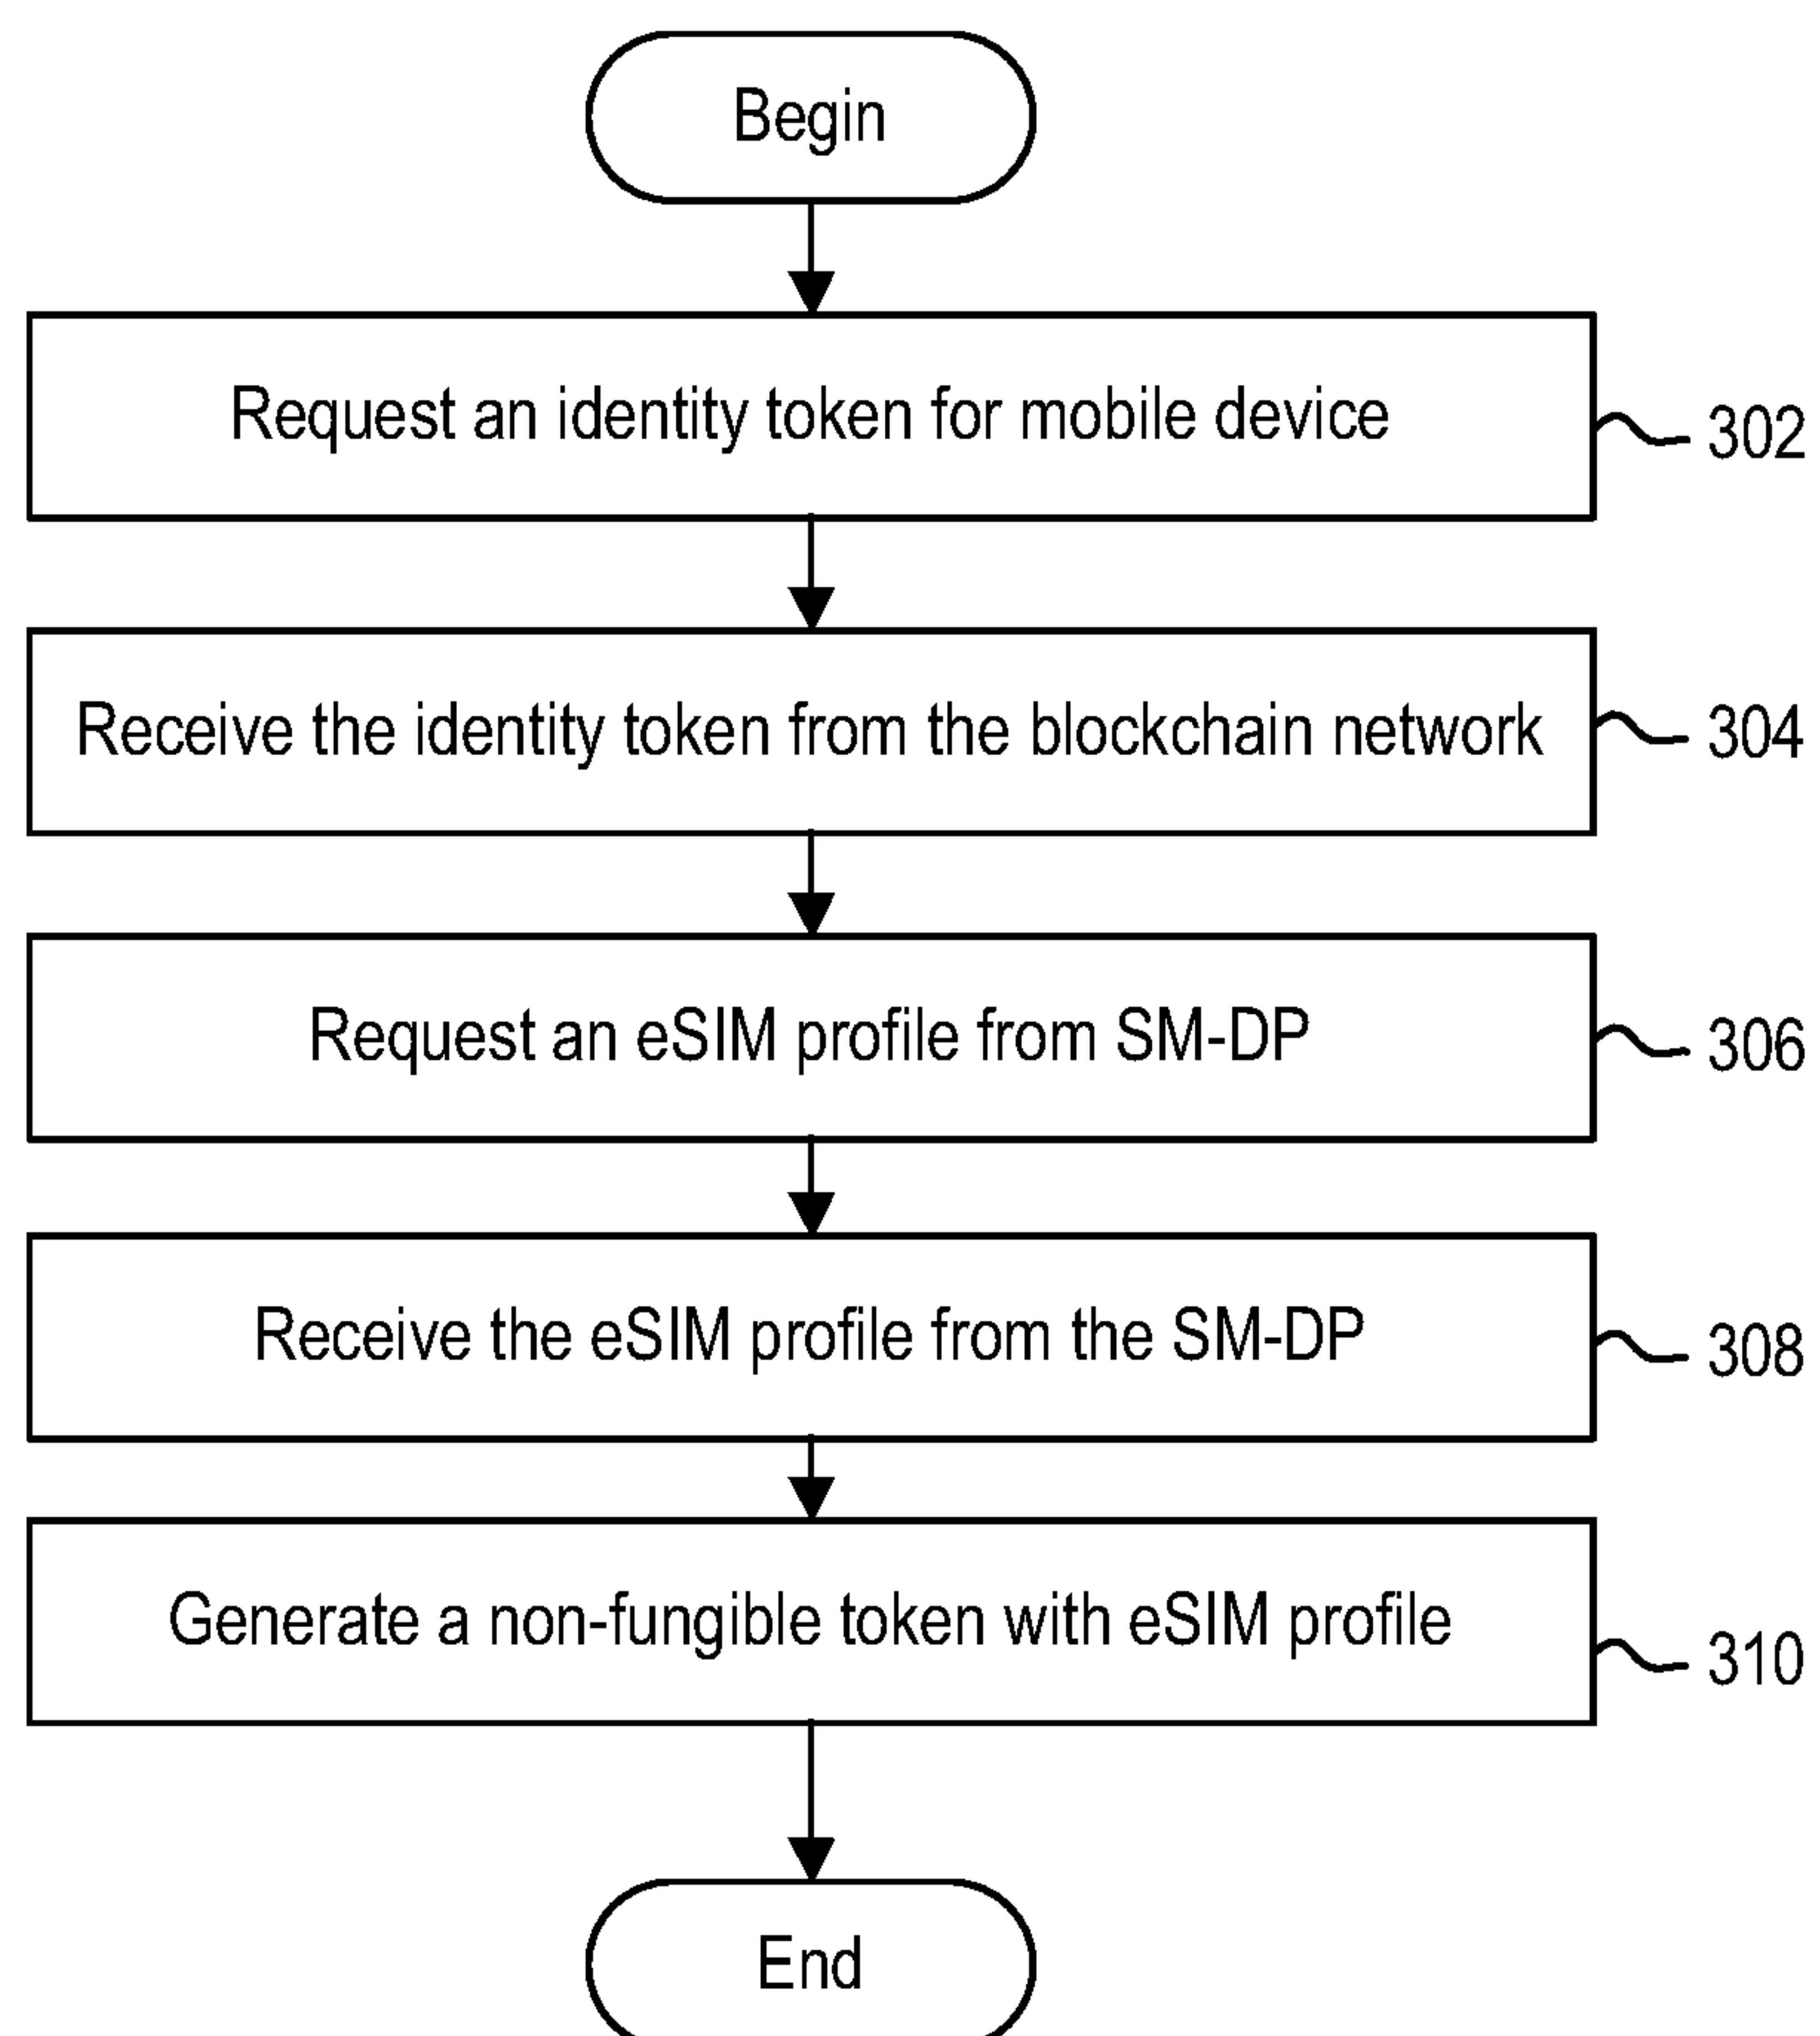 Begin
Request an identity token for mobile device
302
Receive the identity token from the blockchain network
304
Request an eSIM profile from SM-DP
306
Receive the eSIM profile from the SM-DP
308
Generate a non-fungible token with eSIM profile
310
End